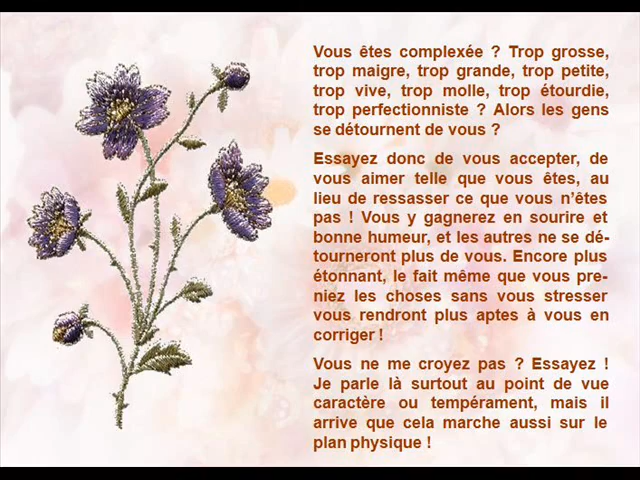 Vous êtes complexée ? Trop grosse,
trop maigre, trop grande, trop petite,
trop vive, trop molle, trop étourdie,
trop perfectionniste ? Alors les gens
se détournent de vous ?
Essayez donc de vous accepter, de
vous aimer telle que vous êtes, au
lieu de ressasser ce que vous n’êtes
pas ! Vous y gagnerez en sourire et
bonne humeur, et les autres ne se dé-
tourneront plus de vous. Encore plus
étonnant, le fait même que vous pre-
niez les choses sans vous stresser
vous rendront plus aptes à vous en
corriger !
Vous ne me croyez pas ? Essayez !
Je parle là surtout au point de vue
caractère ou tempérament, mais il
arrive que cela marche aussi sur le
plan physique !